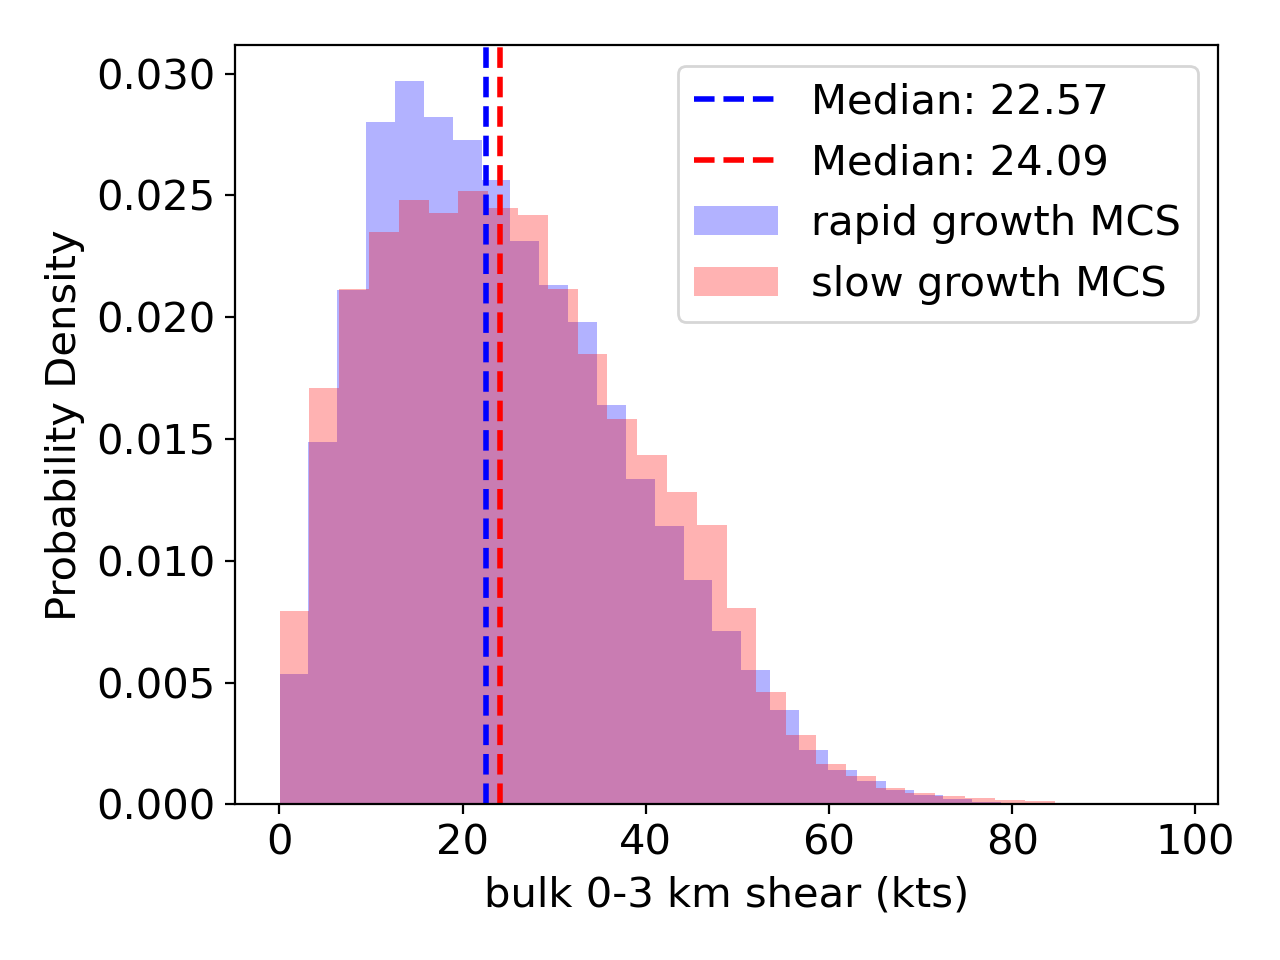 0.030
0.025
0.020
0.015
0.010
0.005
0.000
Probability Density
0 20 40 60 80 100
bulk 0-3 km shear (kts)
Median: 22.57
Median: 24.09
rapid growth MCS
slow growth MCS